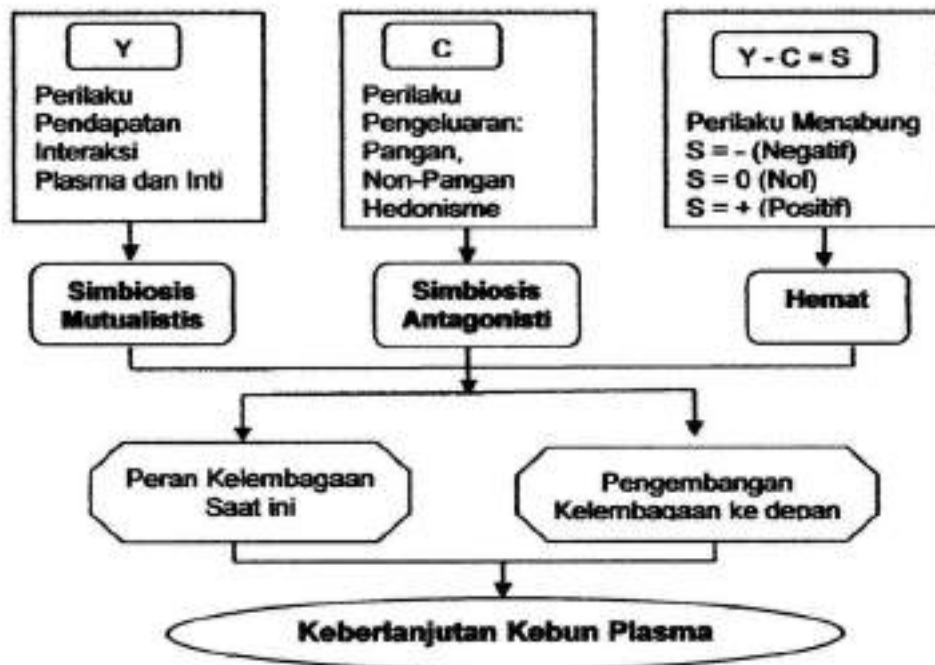 Y
Perilaku
Pendapatan
Interaksi
Plasma dan Inti
C
Perilaku
Pengeluaran:
Pangan,
Non-Pangan
Hedonisme
Y - C = S
Perilaku Menabung
S = - (Negatif)
S = 0 (Nol)
S = + (Positif)
Simbiosis
Mutualistis
Simbiosis
Antagonisti
Hemat
Peran Kelembagaan
Saat ini
Pengembangan
Kelembagaan ke depan
Keberlanjutan Kebun Plasma